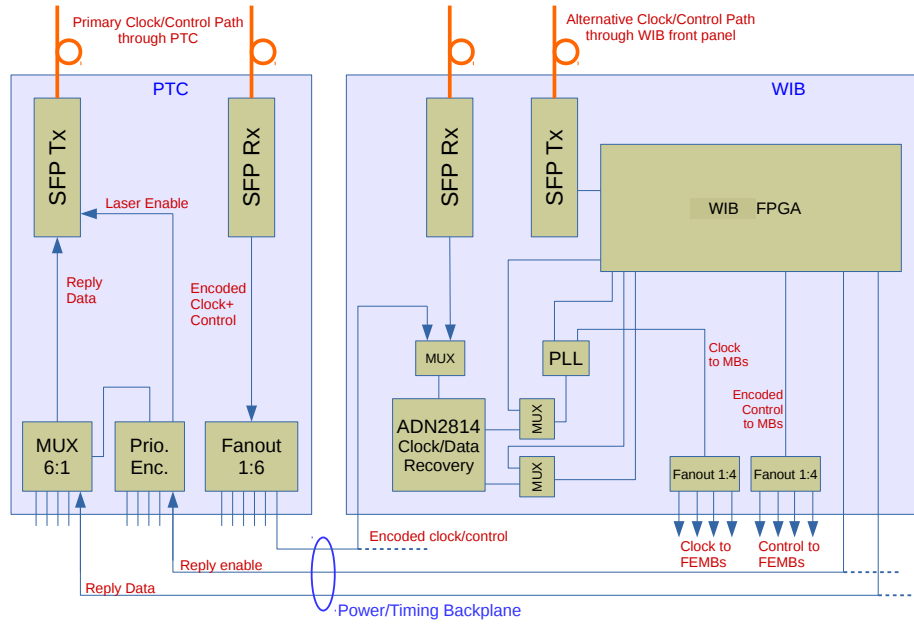 Primary Clock/Control Path
through PTC
Alternative Clock/Control Path
through WIB front panel
PTC
WIB
SFP Tx
SFP Rx
SFP Rx
SFP Tx
WIB FPGA
Laser Enable
Reply
Data
Encoded
Clock+
Control
MUX
PLL
Clock
to MBs
Encoded
Control
to MBs
MUX
6:1
Prio.
Enc.
Fanout
1:6
ADN2814
Clock/Data
Recovery
MUX
MUX
Fanout 1:4
Fanout 1:4
Encoded clock/control
Clock to
FEMBs
Control to
FEMBs
Reply enable
Reply Data
Power/Timing Backplane